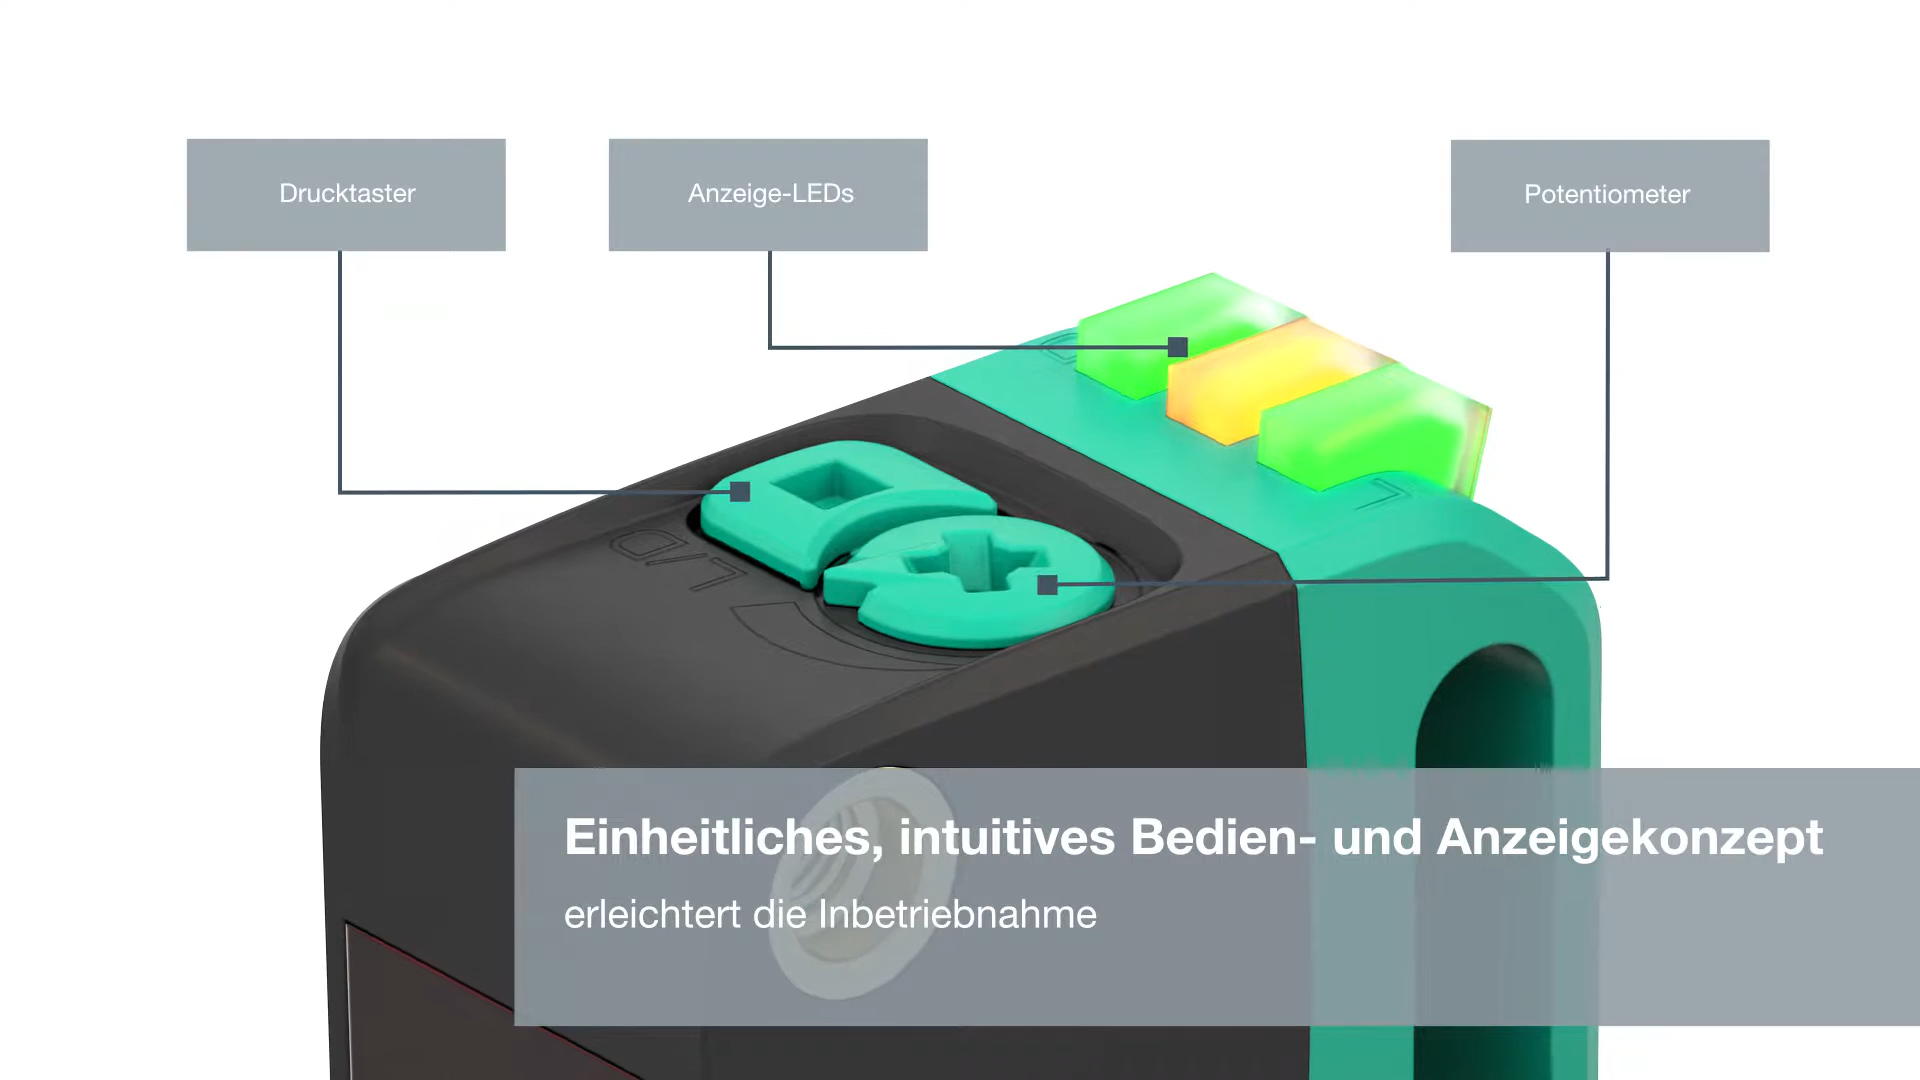 Drucktaster
Anzeige-LEDs
Potentiometer
L/D
Einheitliches, intuitives Bedien- und Anzeigekonzept
erleichtert die Inbetriebnahme